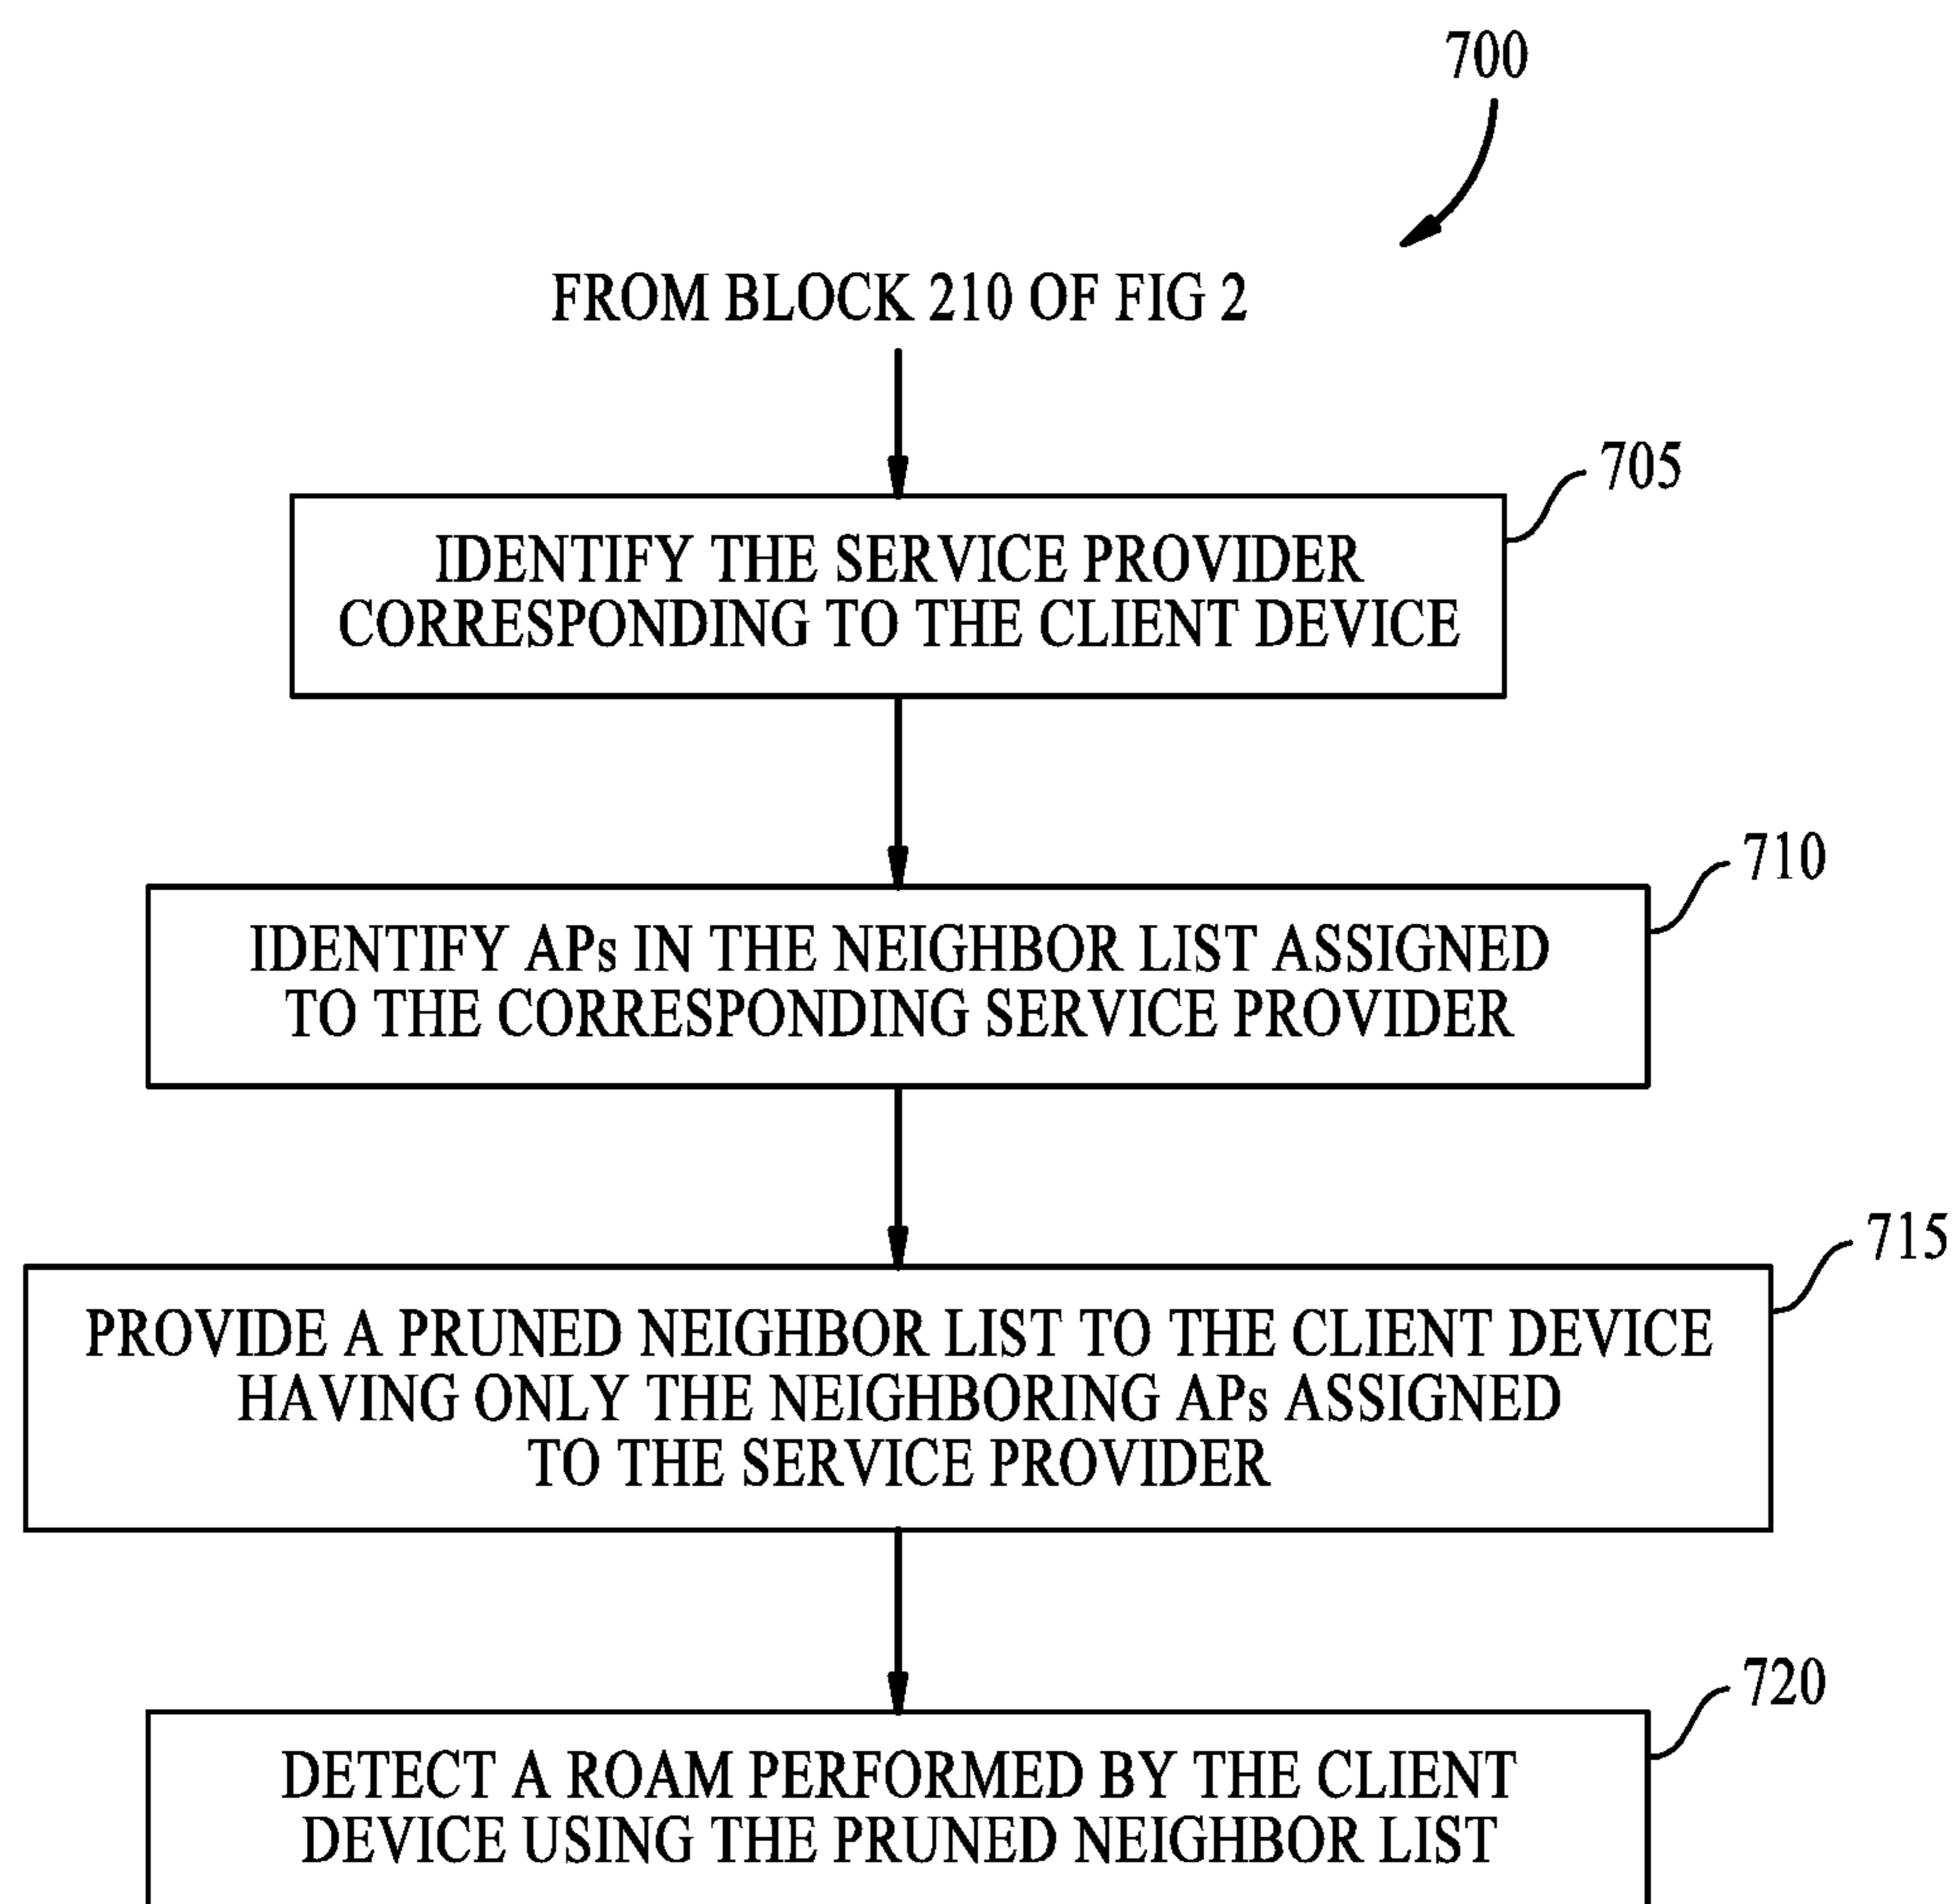 700
FROM BLOCK 210 OF FIG 2
705
IDENTIFY THE SERVICE PROVIDER
CORRESPONDING TO THE CLIENT DEVICE
710
IDENTIFY APs IN THE NEIGHBOR LIST ASSIGNED
TO THE CORRESPONDING SERVICE PROVIDER
715
PROVIDE A PRUNED NEIGHBOR LIST TO THE CLIENT DEVICE
HAVING ONLY THE NEIGHBORING APs ASSIGNED
TO THE SERVICE PROVIDER
720
DETECT A ROAM PERFORMED BY THE CLIENT
DEVICE USING THE PRUNED NEIGHBOR LIST